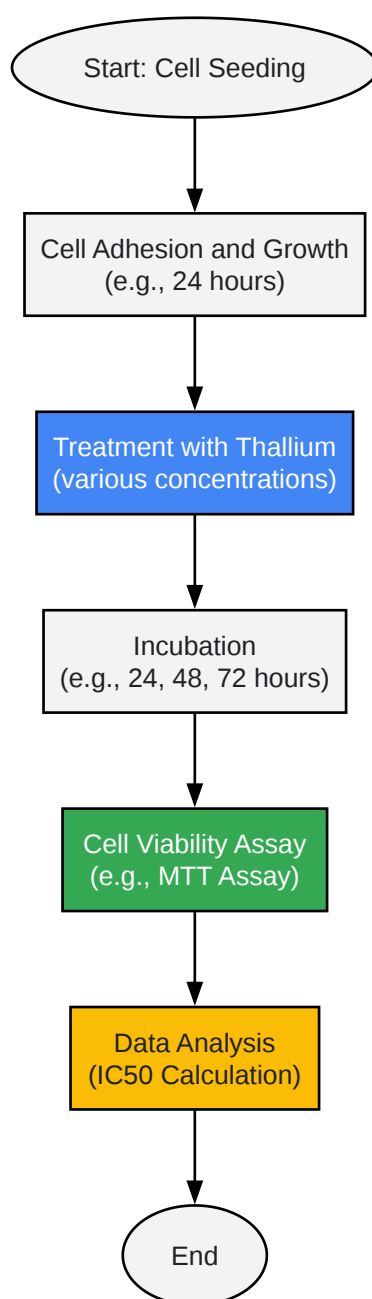 Start: Cell Seeding
Cell Adhesion and Growth
(e.g., 24 hours)
Treatment with Thallium
(various concentrations)
Incubation
(e.g., 24, 48, 72 hours)
Cell Viability Assay
(e.g., MTT Assay)
Data Analysis
(IC50 Calculation)
End